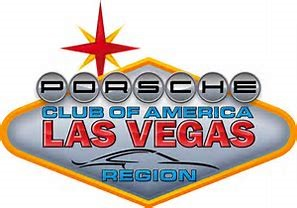 PORSCHE
CLUB OF AMERICA
LAS VEGAS
REGION